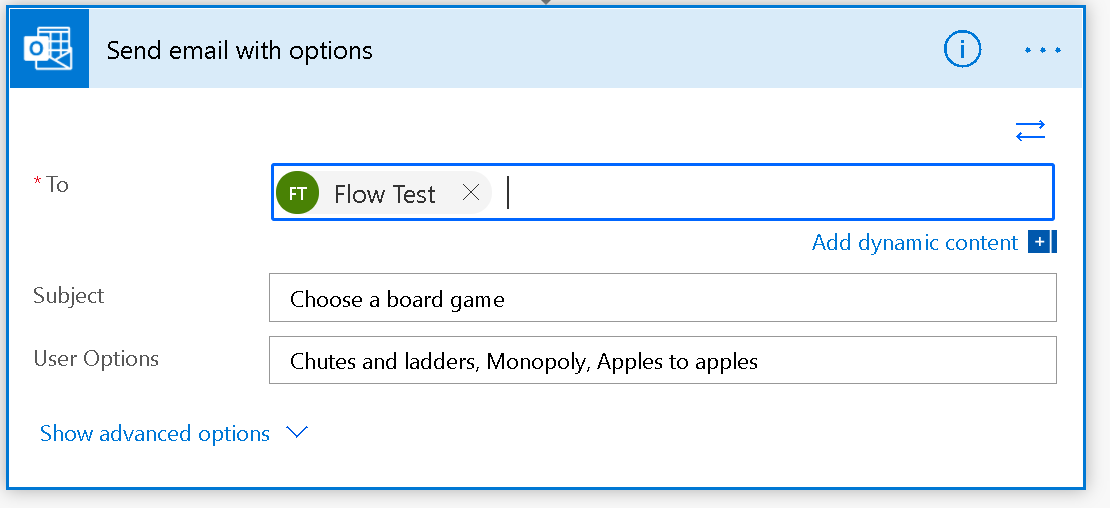 Send email with options
* To
FT Flow Test
Add dynamic content
Subject
Choose a board game
User Options
Chutes and ladders, Monopoly, Apples to apples
Show advanced options